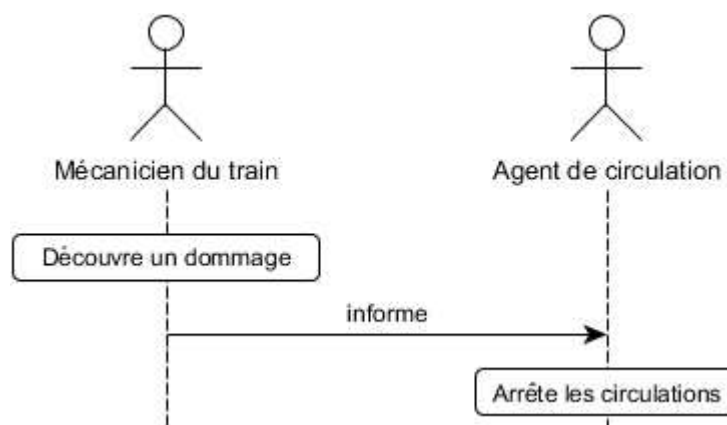 Mécanicien du train
Agent de circulation
Découvre un dommage
informe
Arrête les circulations